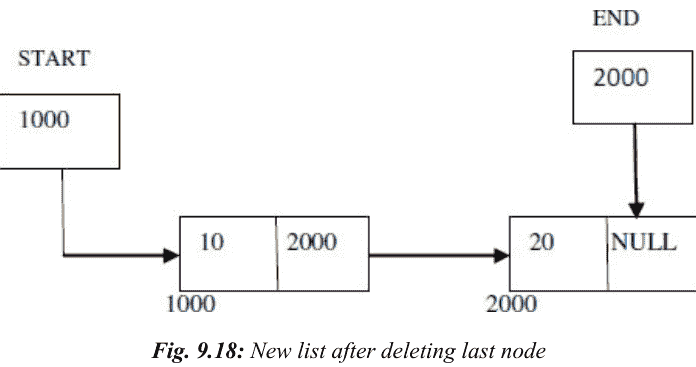 END
START
2000
1000
10 2000
20 NULL
1000
2000
Fig. 9.18: New list after deleting last node